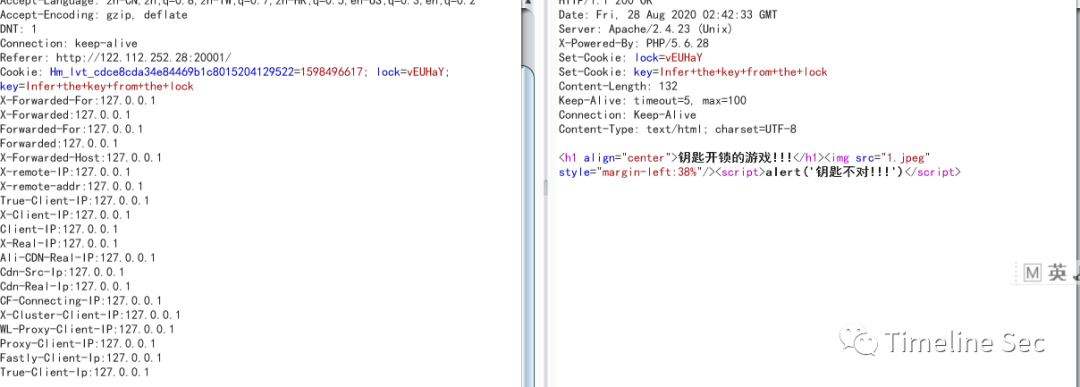 Accept-Language: zh-CN,zh;q=0.8,zh-TW;q=0.7,zh-HK;q=0.5,en-US;q=0.3,en;q=0.2
Accept-Encoding: gzip, deflate
DNT: 1
Connection: keep-alive
Referer: http://122.112.252.28:20001/
Cookie: Hm_lvt_cdce8cda34e84469b1c8015204129522=1598496617; lock=vEUHaY;
key=Infer+the+key+from+the+lock
X-Forwarded-For:127.0.0.1
X-Forwarded:127.0.0.1
Forwarded-For:127.0.0.1
Forwarded:127.0.0.1
X-Forwarded-Host:127.0.0.1
X-remote-IP:127.0.0.1
X-remote-addr:127.0.0.1
True-Client-IP:127.0.0.1
X-Client-IP:127.0.0.1
Client-IP:127.0.0.1
X-Real-IP:127.0.0.1
Ali-CDN-Real-IP:127.0.0.1
Cdn-Src-Ip:127.0.0.1
Cdn-Real-Ip:127.0.0.1
CF-Connecting-IP:127.0.0.1
X-Cluster-Client-IP:127.0.0.1
WL-Proxy-Client-IP:127.0.0.1
Proxy-Client-IP:127.0.0.1
Fastly-Client-Ip:127.0.0.1
True-Client-Ip:127.0.0.1
HTTP/1.1 200 OK
Date: Fri, 28 Aug 2020 02:42:33 GMT
Server: Apache/2.4.23 (Unix)
X-Powered-By: PHP/5.6.28
Set-Cookie: lock=vEUHaY
Set-Cookie: key=Infer+the+key+from+the+lock
Content-Length: 132
Keep-Alive: timeout=5, max=100
Connection: Keep-Alive
Content-Type: text/html; charset=UTF-8
<h1 align="center">钥匙开锁的游戏!!!</h1><img src="1.jpeg"
style="margin-left:38%"/><script>alert('钥匙不对!!!')</script>
M 英
Timeline Sec